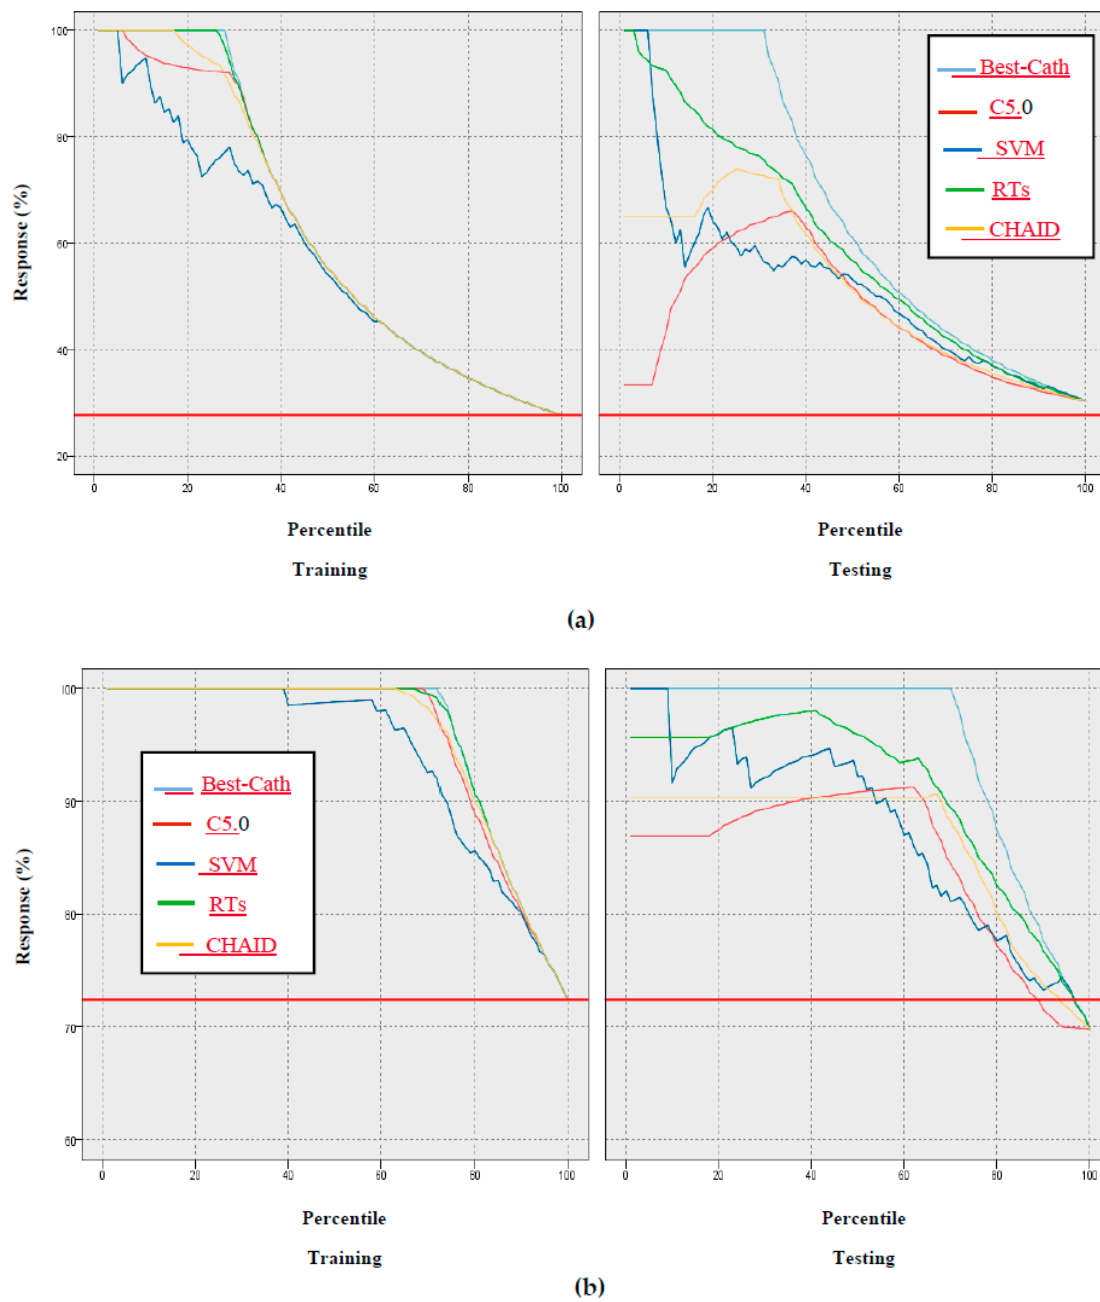 100
80
60
40
20
Response (%)
0 20 40 60 80 100
0 20 40 60 80 100
Best-Cath
C5.0
SVM
RTs
CHAID
Percentile
Percentile
Training
Testing
(a)
100
90
80
70
60
Response (%)
Best-Cath
C5.0
SVM
RTs
CHAID
0 20 40 60 80 100
0 20 40 60 80 100
Percentile
Percentile
Training
Testing
(b)